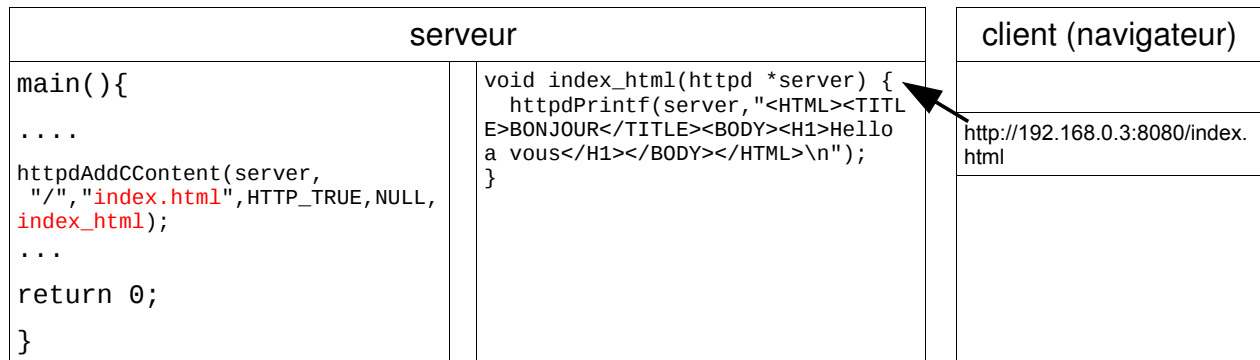 serveur
main(){
....
httpdAddCContent(server,
"/","index.html",HTTP_TRUE,NULL,
index_html);
...
return 0;
}
void index_html(httpd *server) {
httpdPrintf(server,"<HTML><TITL
E>BONJOUR</TITLE><BODY><H1>Hello
a vous</H1></BODY></HTML>\n");
}
client (navigateur)
http://192.168.0.3:8080/index.
html